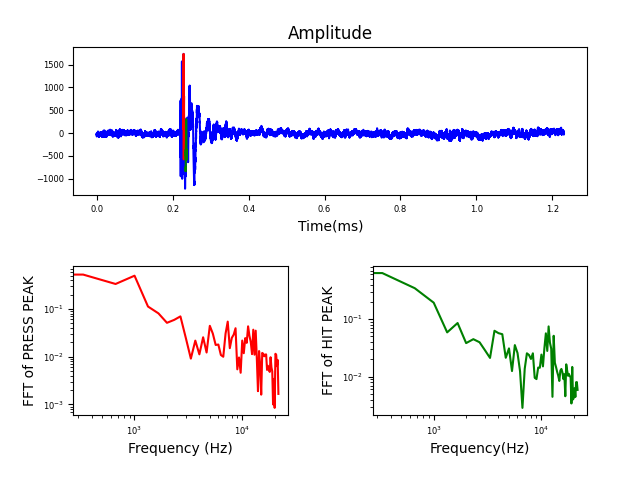 Amplitude
1500
1000
500
0
−500
−1000
0.0 0.2 0.4 0.6 0.8 1.0 1.2
Time(ms)
FFT of PRESS PEAK
10⁻¹
10⁻²
10⁻³
10³ 10⁴
Frequency (Hz)
FFT of HIT PEAK
10⁻¹
10⁻²
10³ 10⁴
Frequency(Hz)